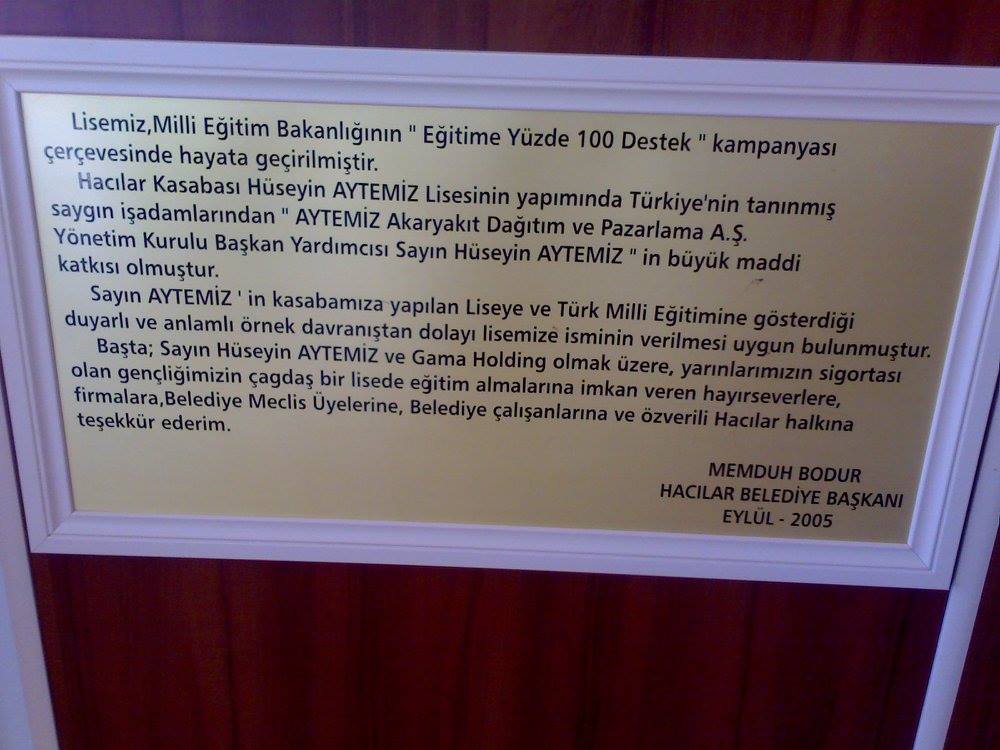 Lisemiz,Milli Eğitim Bakanlığının " Eğitime Yüzde 100 Destek " kampanyası
çerçevesinde hayata geçirilmiştir.
Hacılar Kasabası Hüseyin AYTEMİZ Lisesinin yapımında Türkiye'nin tanınmış
saygın işadamlarından " AYTEMİZ Akaryakıt Dağıtım ve Pazarlama A.Ş.
Yönetim Kurulu Başkan Yardımcısı Sayın Hüseyin AYTEMİZ " in büyük maddi
katkısı olmuştur.
Sayın AYTEMİZ ' in kasabamıza yapılan Liseye ve Türk Milli Eğitimine gösterdiği
duyarlı ve anlamlı örnek davranıştan dolayı lisemize isminin verilmesi uygun bulunmuştur.
Başta; Sayın Hüseyin AYTEMİZ ve Gama Holding olmak üzere, yarınlarımızın sigortası
olan gençliğimizin çagdaş bir lisede eğitim almalarına imkan veren hayırseverlere,
firmalara,Belediye Meclis Üyelerine, Belediye çalışanlarına ve özverili Hacılar halkına
teşekkür ederim.
MEMDUH BODUR
HACILAR BELEDİYE BAŞKANI
EYLÜL - 2005